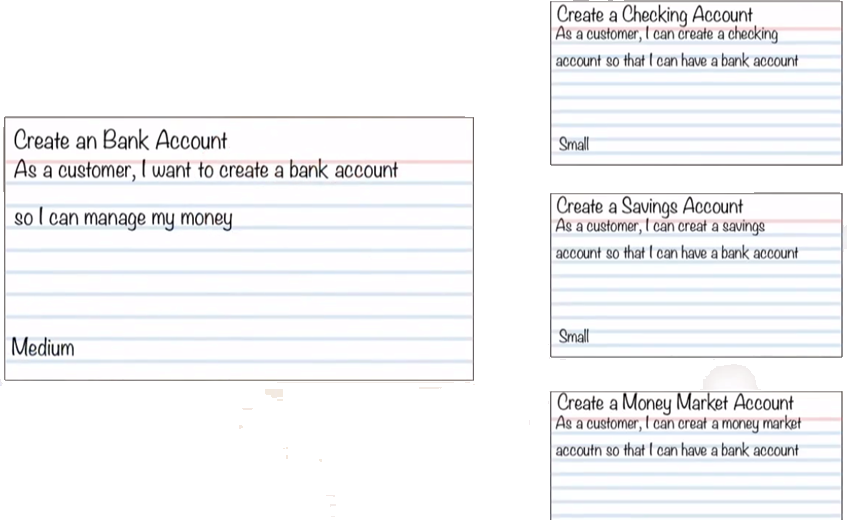 Create an Bank Account
As a customer, I want to create a bank account
so I can manage my money
Medium
Create a Checking Account
As a customer, I can create a checking
account so that I can have a bank account
Small
Create a Savings Account
As a customer, I can creat a savings
account so that I can have a bank account
Small
Create a Money Market Account
As a customer, I can creat a money market
accoutn so that I can have a bank account